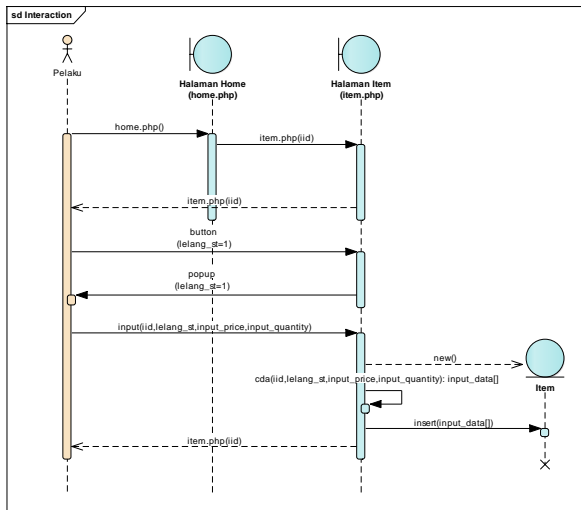 sd Interaction
Pelaku
Halaman Home
(home.php)
Halaman Item
(item.php)
home.php()
item.php(iid)
item.php(iid)
button
(lelang_st=1)
popup
(lelang_st=1)
input(iid,lelang_st,input_price,input_quantity)
new()
Item
cda(iid,lelang_st,input_price,input_quantity): input_data[]
insert(input_data[])
item.php(iid)